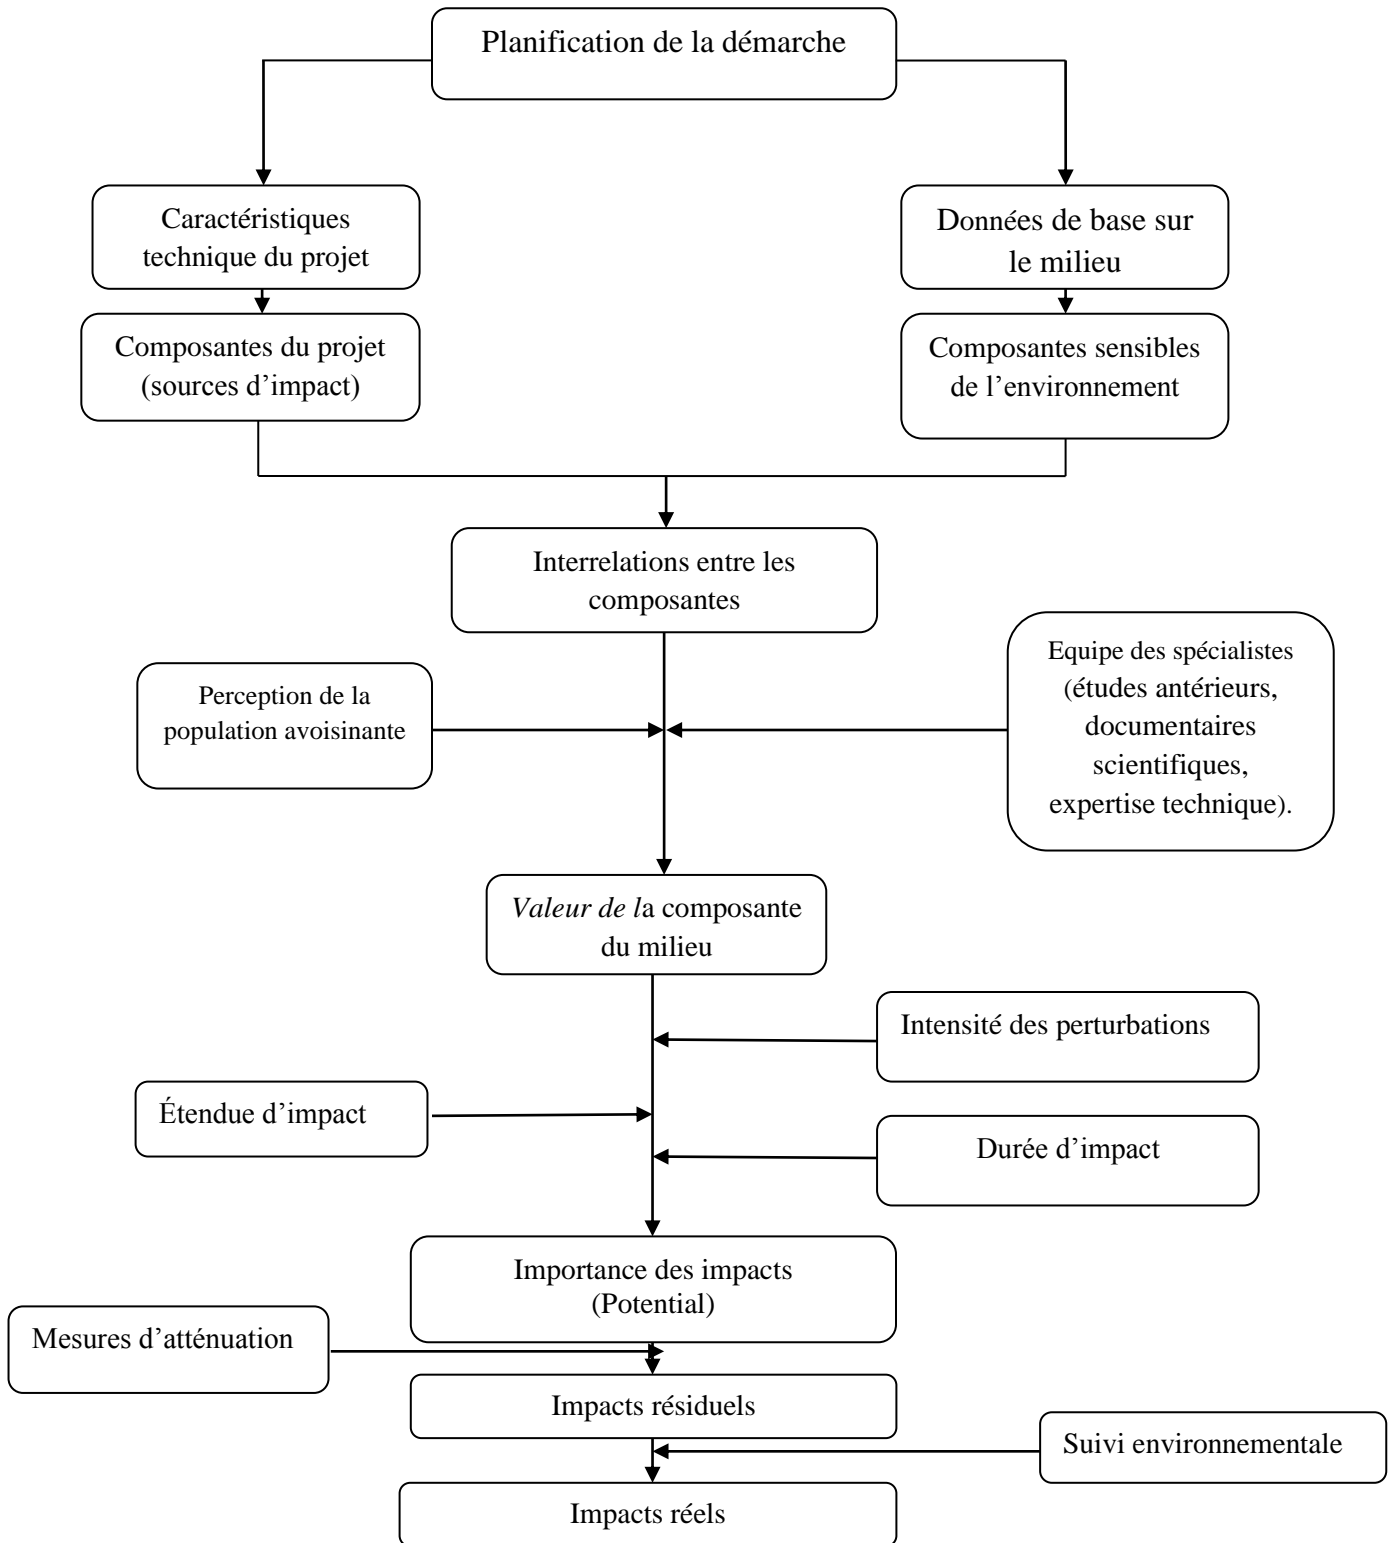 Planification de la démarche
Caractéristiques
technique du projet
Données de base sur
le milieu
Composantes du projet
(sources d’impact)
Composantes sensibles
de l’environnement
Interrelations entre les
composantes
Perception de la
population avoisinante
Equipe des spécialistes
(études antérieurs,
documentaires
scientifiques,
expertise technique).
Valeur de la composante
du milieu
Intensité des perturbations
Étendue d’impact
Durée d’impact
Importance des impacts
(Potential)
Mesures d’atténuation
Impacts résiduels
Suivi environnementale
Impacts réels